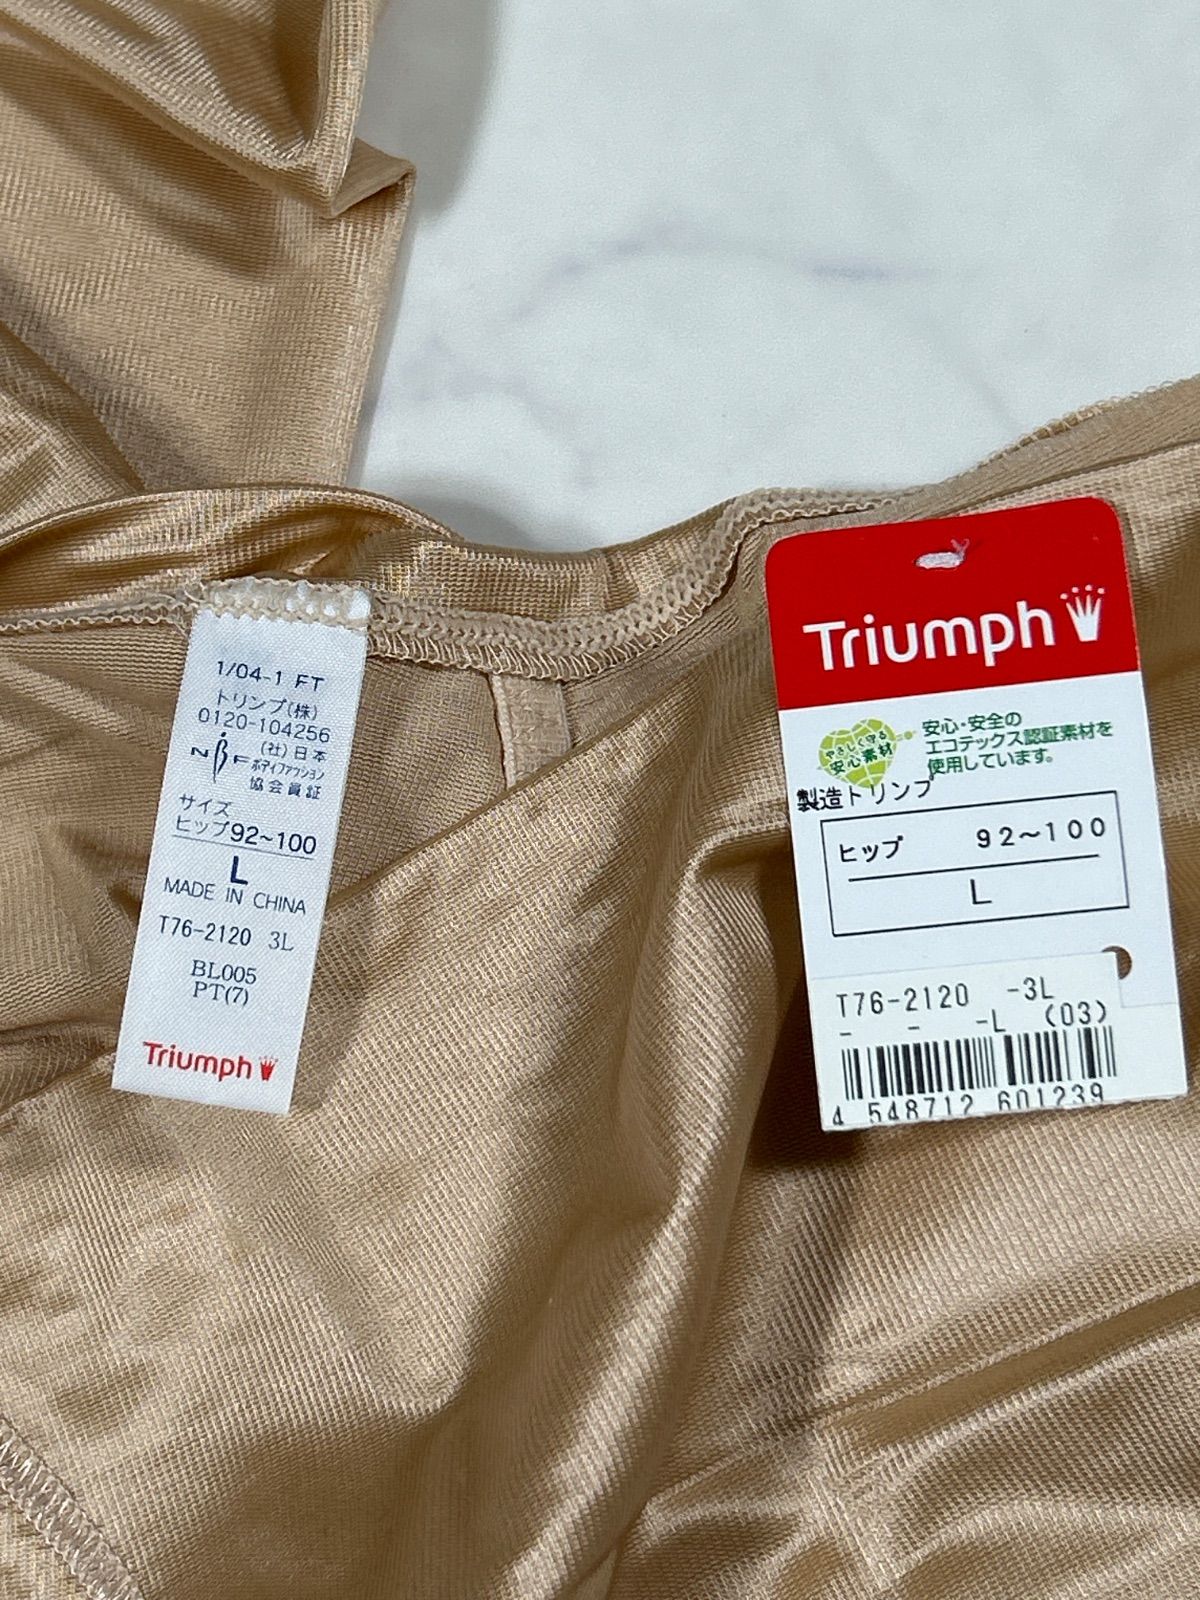 1/04-1 FT
トリンプ(株)
0120-104256
NBF (社)日本
ボディファッション
協会員証
サイズ
ヒップ92~100
L
MADE IN CHINA
T76-2120 3L
BL005
PT(7)
Triumph
Triumph
やさしく守る
安心素材
安心・安全の
エコテックス認証素材を
使用しています。
製造トリンプ
ヒップ 92~100
L
T76-2120 -3L
- - -L (03)
4 548712 601239